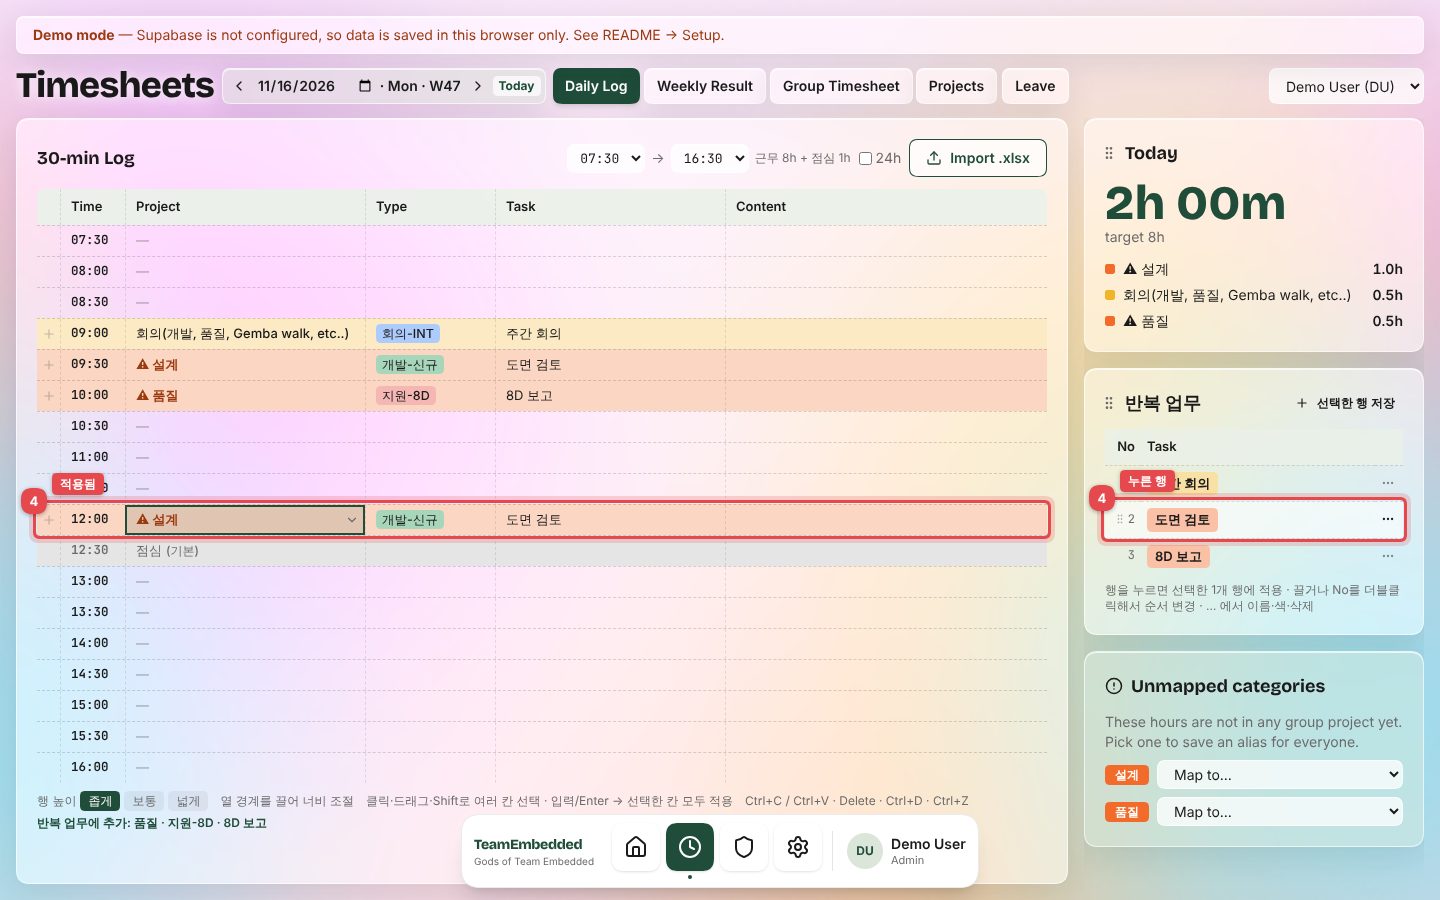 Demo mode — Supabase is not configured, so data is saved in this browser only. See README → Setup.
Timesheets
11/16/2026 · Mon · W47 Today
Daily Log
Weekly Result
Group Timesheet
Projects
Leave
Demo User (DU)
30-min Log
07:30 → 16:30 근무 8h + 점심 1h 24h Import .xlsx
Time Project Type Task Content
07:30 —
08:00 —
08:30 —
09:00 회의(개발, 품질, Gemba walk, etc..) 회의-INT 주간 회의
09:30 설계 개발-신규 도면 검토
10:00 품질 지원-8D 8D 보고
10:30 —
11:00 —
적용됨 0 —
4
12:00 설계 개발-신규 도면 검토
12:30 점심 (기본)
13:00 —
13:30 —
14:00 —
14:30 —
15:00 —
15:30 —
16:00 —
행 높이 좁게 보통 넓게 열 경계를 끌어 너비 조절 클릭·드래그·Shift로 여러 칸 선택 · 입력/Enter → 선택한 칸 모두 적용 Ctrl+C / Ctrl+V · Delete · Ctrl+D · Ctrl+Z
반복 업무에 추가: 품질 · 지원-8D · 8D 보고
Today
2h 00m
target 8h
설계 1.0h
회의(개발, 품질, Gemba walk, etc..) 0.5h
품질 0.5h
반복 업무 + 선택한 행 저장
No Task
누른 행 회의 ...
4
2 도면 검토 ...
3 8D 보고 ...
행을 누르면 선택한 1개 행에 적용 · 끌거나 No를 더블클
릭해서 순서 변경 · ... 에서 이름·색·삭제
Unmapped categories
These hours are not in any group project yet.
Pick one to save an alias for everyone.
설계 Map to...
품질 Map to...
TeamEmbedded
Gods of Team Embedded
DU
Demo User
Admin